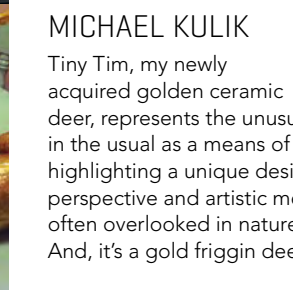 MICHAEL KULIK
Tiny Tim, my newly
acquired golden ceramic
deer, represents the
in the usual as a means of
highlighting a unique
perspective and artistic
often overlooked in nature
And, it's a gold friggin